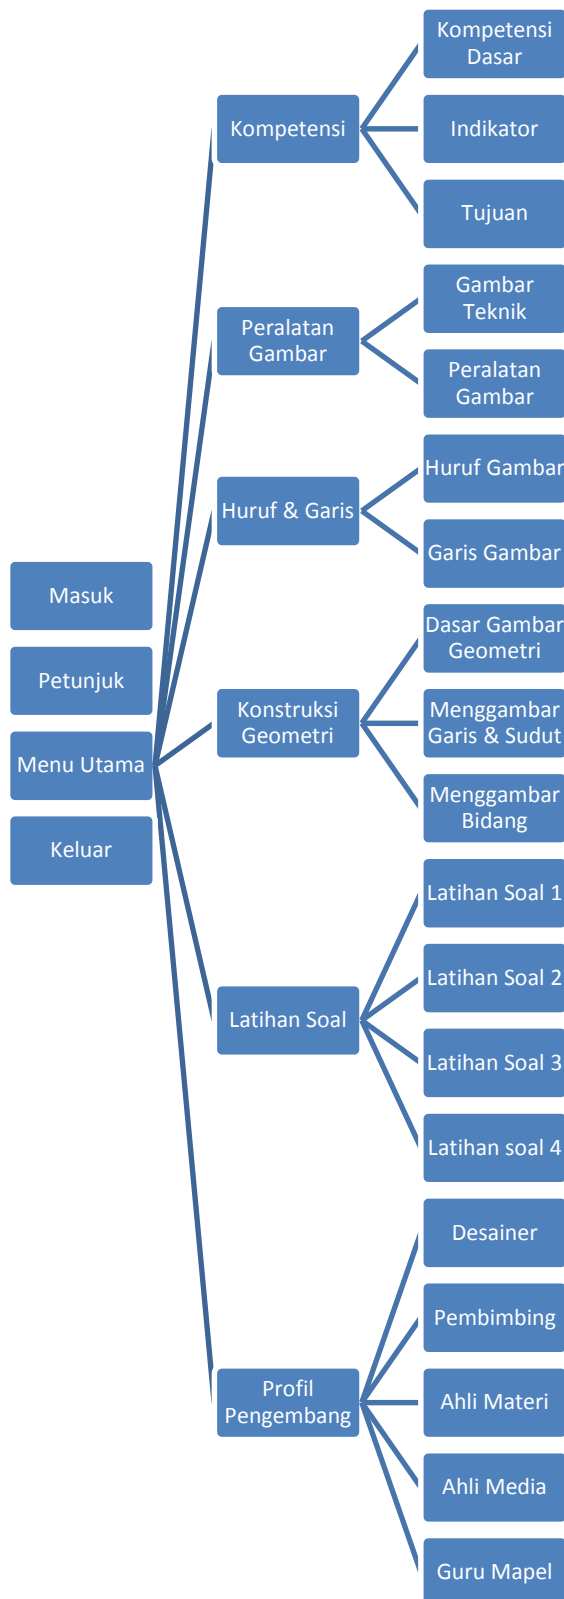 Masuk
Petunjuk
Menu Utama
Keluar
Kompetensi
Kompetensi
Dasar
Indikator
Tujuan
Peralatan
Gambar
Gambar
Teknik
Peralatan
Gambar
Huruf & Garis
Huruf Gambar
Garis Gambar
Konstruksi
Geometri
Dasar Gambar
Geometri
Menggambar
Garis & Sudut
Menggambar
Bidang
Latihan Soal
Latihan Soal 1
Latihan Soal 2
Latihan Soal 3
Latihan soal 4
Profil
Pengembang
Desainer
Pembimbing
Ahli Materi
Ahli Media
Guru Mapel